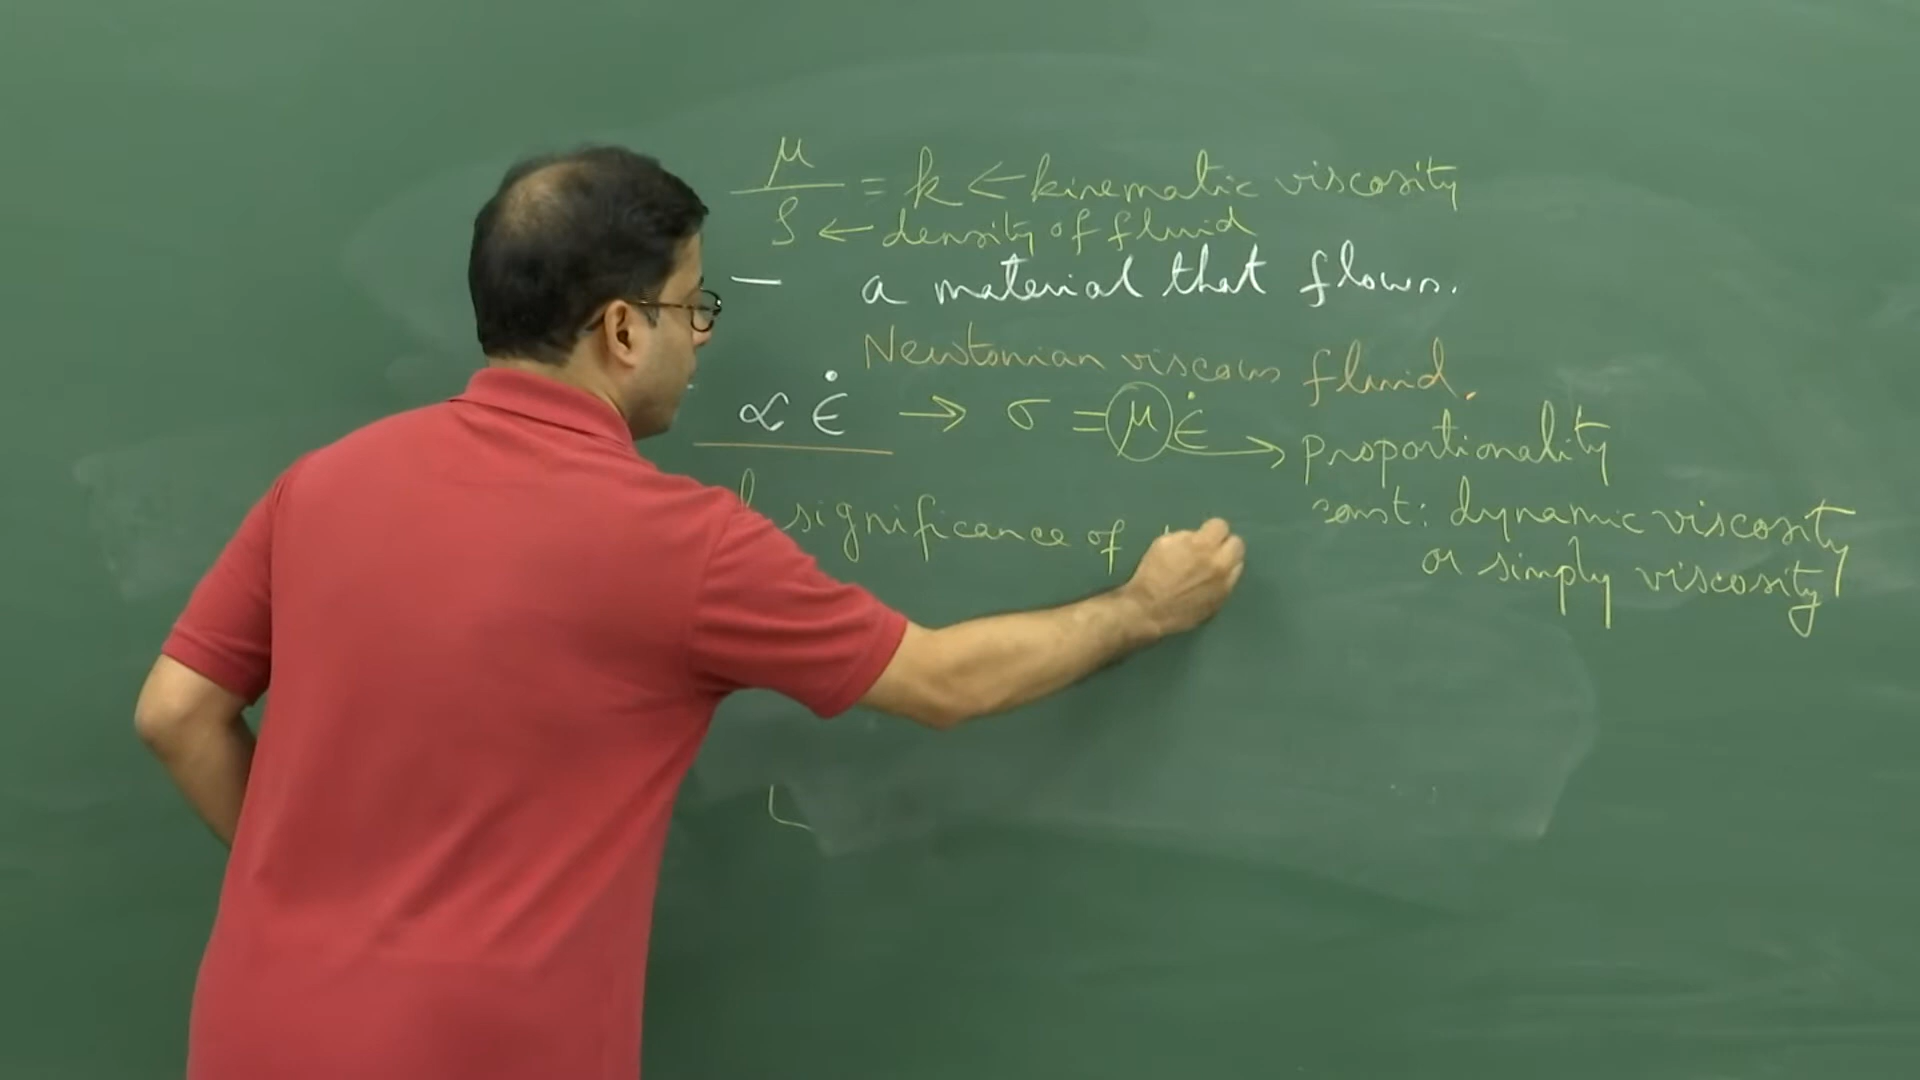 μ
— = k ← kinematic viscosity
ρ ← density of fluid
— a material that flows.
Newtonian viscous fluid.
∝ ε̇ → σ = μ ε̇ → proportionality
const: dynamic viscosity
or simply viscosity
significance of